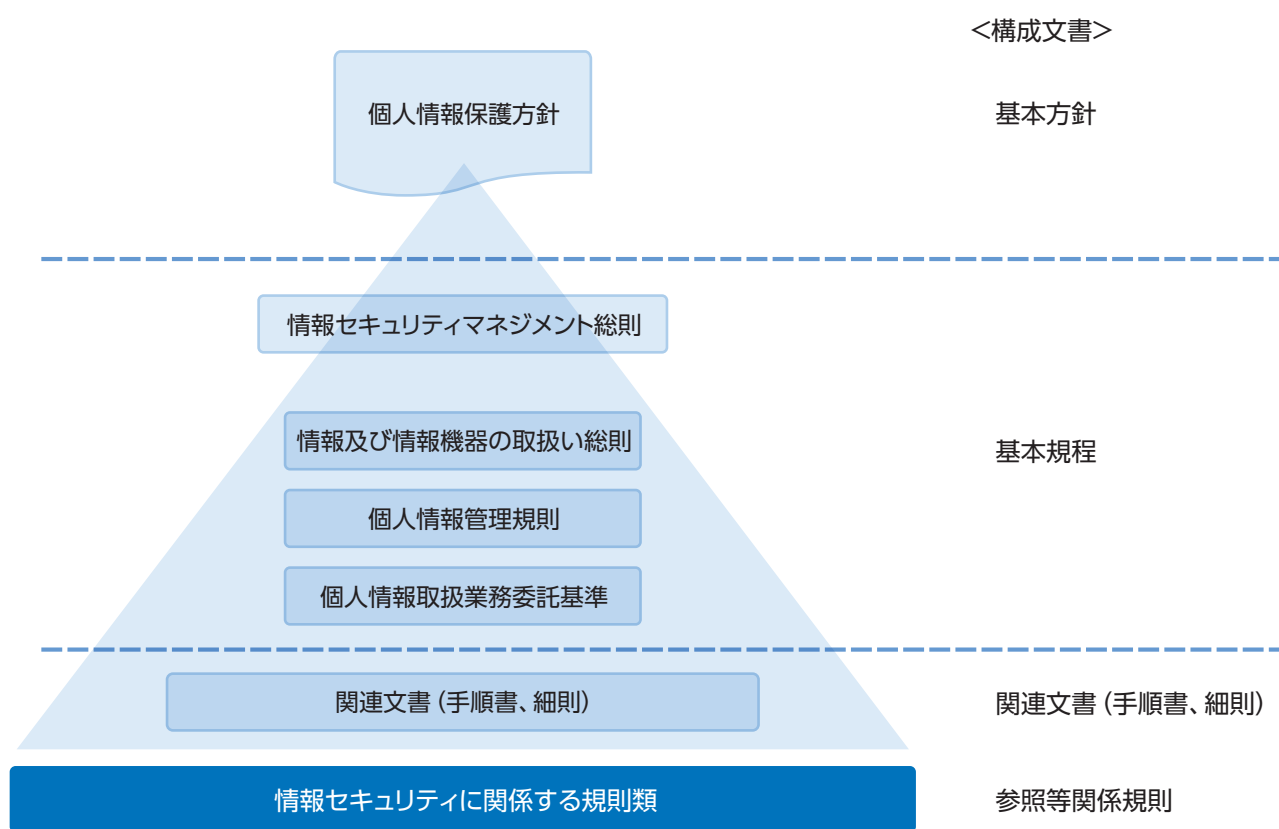 <構成文書>
個人情報保護方針
基本方針
情報セキュリティマネジメント総則
情報及び情報機器の取扱い総則
基本規程
個人情報管理規則
個人情報取扱業務委託基準
関連文書（手順書、細則）
関連文書（手順書、細則）
情報セキュリティに関係する規則類
参照等関係規則